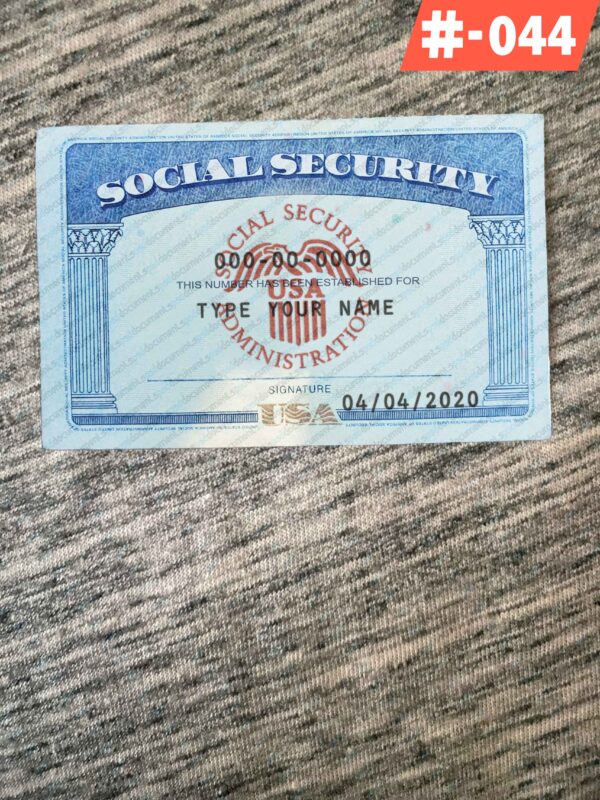 #-044
SOCIAL SECURITY
SOCIAL SECURITY ADMINISTRATION
USA
000-00-0000
THIS NUMBER HAS BEEN ESTABLISHED FOR
TYPE YOUR NAME
SIGNATURE
USA
04/04/2020